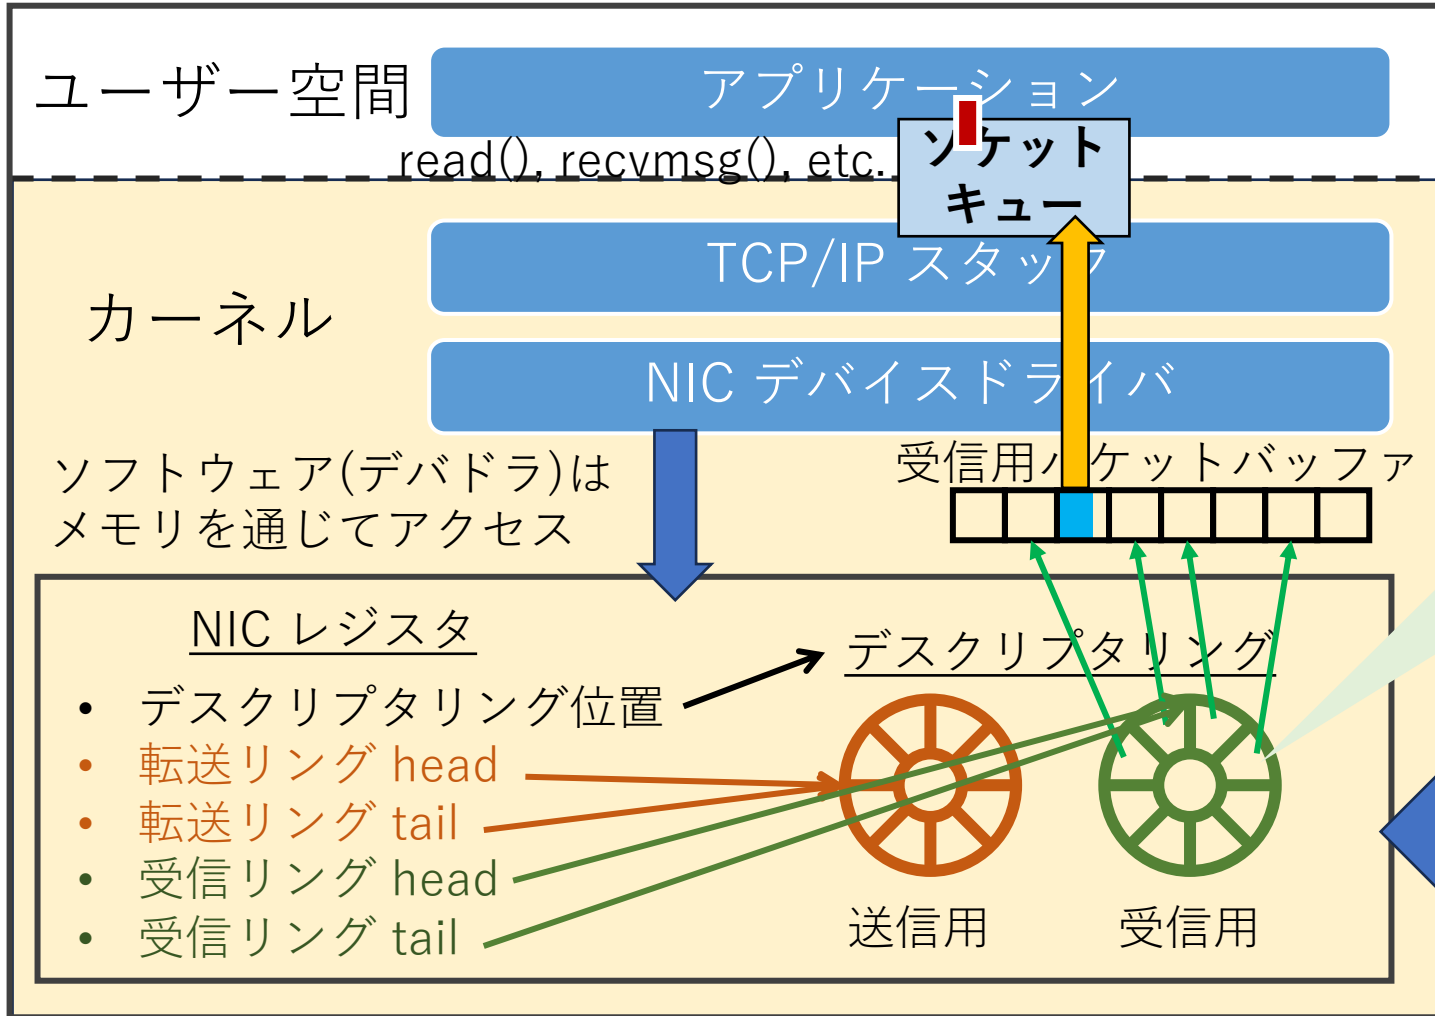 ユーザー空間
アプリケーション
read(), recvmsg(), etc.
ソケット
キュー
TCP/IP スタック
カーネル
NIC デバイスドライバ
ソフトウェア(デバドラ)は
メモリを通じてアクセス
受信用パケットバッファ
NIC レジスタ
• デスクリプタリング位置
• 転送リング head
• 転送リング tail
• 受信リング head
• 受信リング tail
デスクリプタリング
送信用
受信用